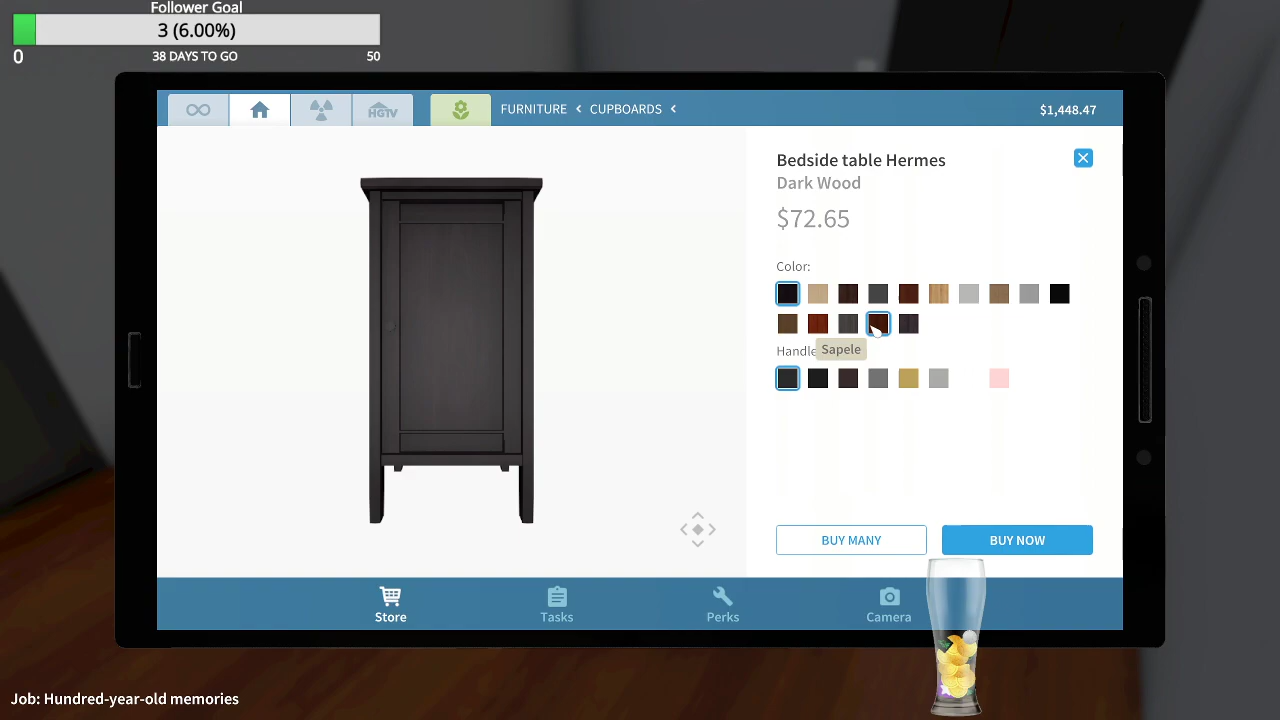 Follower Goal
3 (6.00%)
0
38 DAYS TO GO
50
HGTV
FURNITURE < CUPBOARDS <
$1,448.47
Bedside table Hermes
Dark Wood
$72.65
Color:
Sapele
Handle
BUY MANY
BUY NOW
Store
Tasks
Perks
Camera
Job: Hundred-year-old memories